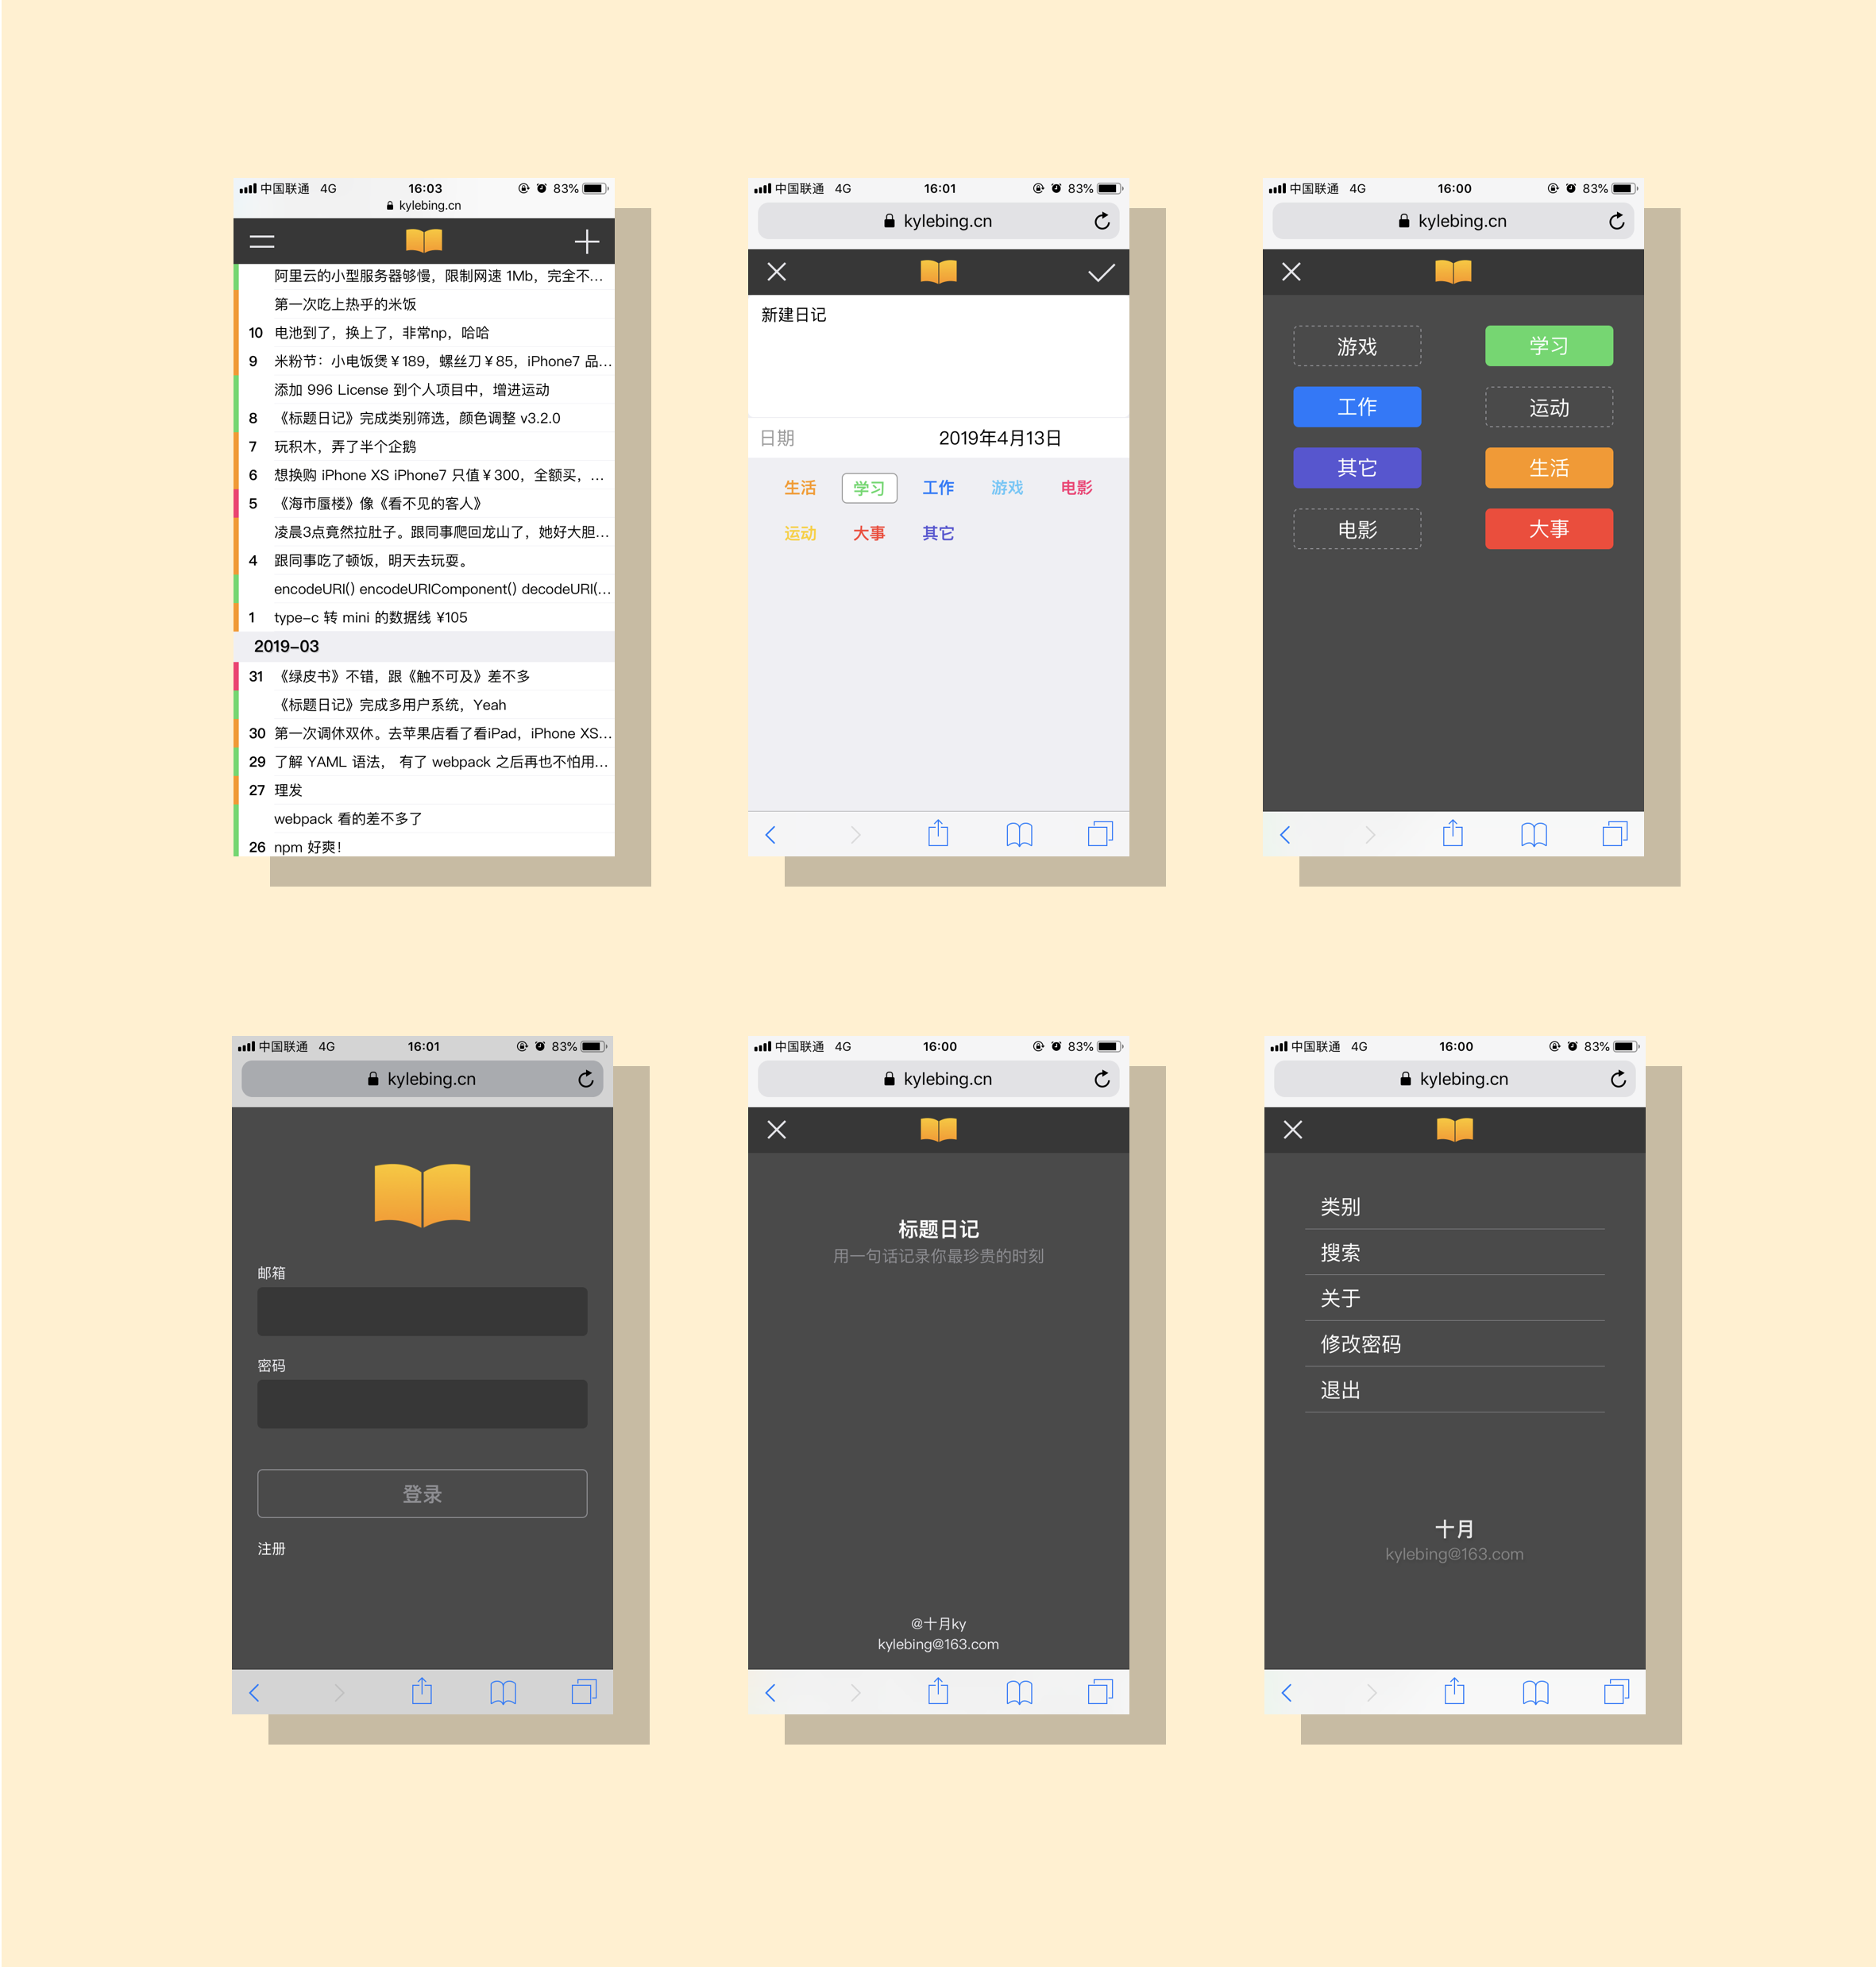 中国联通 4G 16:03 83%
kylebing.cn
阿里云的小型服务器够慢，限制网速 1Mb，完全不...
第一次吃上热乎的米饭
10 电池到了，换上了，非常np，哈哈
9 米粉节：小电饭煲￥189，螺丝刀￥85，iPhone7 品...
添加 996 License 到个人项目中，增进运动
8 《标题日记》完成类别筛选，颜色调整 v3.2.0
7 玩积木，弄了半个企鹅
6 想换购 iPhone XS iPhone7 只值￥300，全额买，...
5 《海市蜃楼》像《看不见的客人》
凌晨3点竟然拉肚子。跟同事爬回龙山了，她好大胆...
4 跟同事吃了顿饭，明天去玩耍。
encodeURI() encodeURIComponent() decodeURI(...
1 type-c 转 mini 的数据线 ¥105
2019-03
31 《绿皮书》不错，跟《触不可及》差不多
《标题日记》完成多用户系统，Yeah
30 第一次调休双休。去苹果店看了看iPad，iPhone XS...
29 了解 YAML 语法， 有了 webpack 之后再也不怕用...
27 理发
webpack 看的差不多了
26 npm 好爽！
中国联通 4G 16:01 83%
kylebing.cn
新建日记
日期 2019年4月13日
生活 学习 工作 游戏 电影
运动 大事 其它
中国联通 4G 16:00 83%
kylebing.cn
游戏 学习
工作 运动
其它 生活
电影 大事
中国联通 4G 16:01 83%
kylebing.cn
邮箱
密码
登录
注册
中国联通 4G 16:00 83%
kylebing.cn
标题日记
用一句话记录你最珍贵的时刻
@十月ky
kylebing@163.com
中国联通 4G 16:00 83%
kylebing.cn
类别
搜索
关于
修改密码
退出
十月
kylebing@163.com